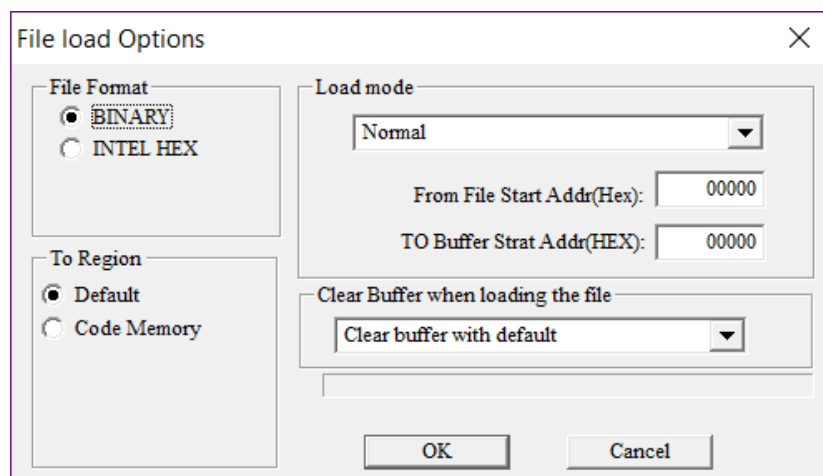 File load Options
File Format
BINARY
INTEL HEX
To Region
Default
Code Memory
Load mode
Normal
From File Start Addr(Hex): 00000
TO Buffer Strat Addr(HEX): 00000
Clear Buffer when loading the file
Clear buffer with default
OK Cancel